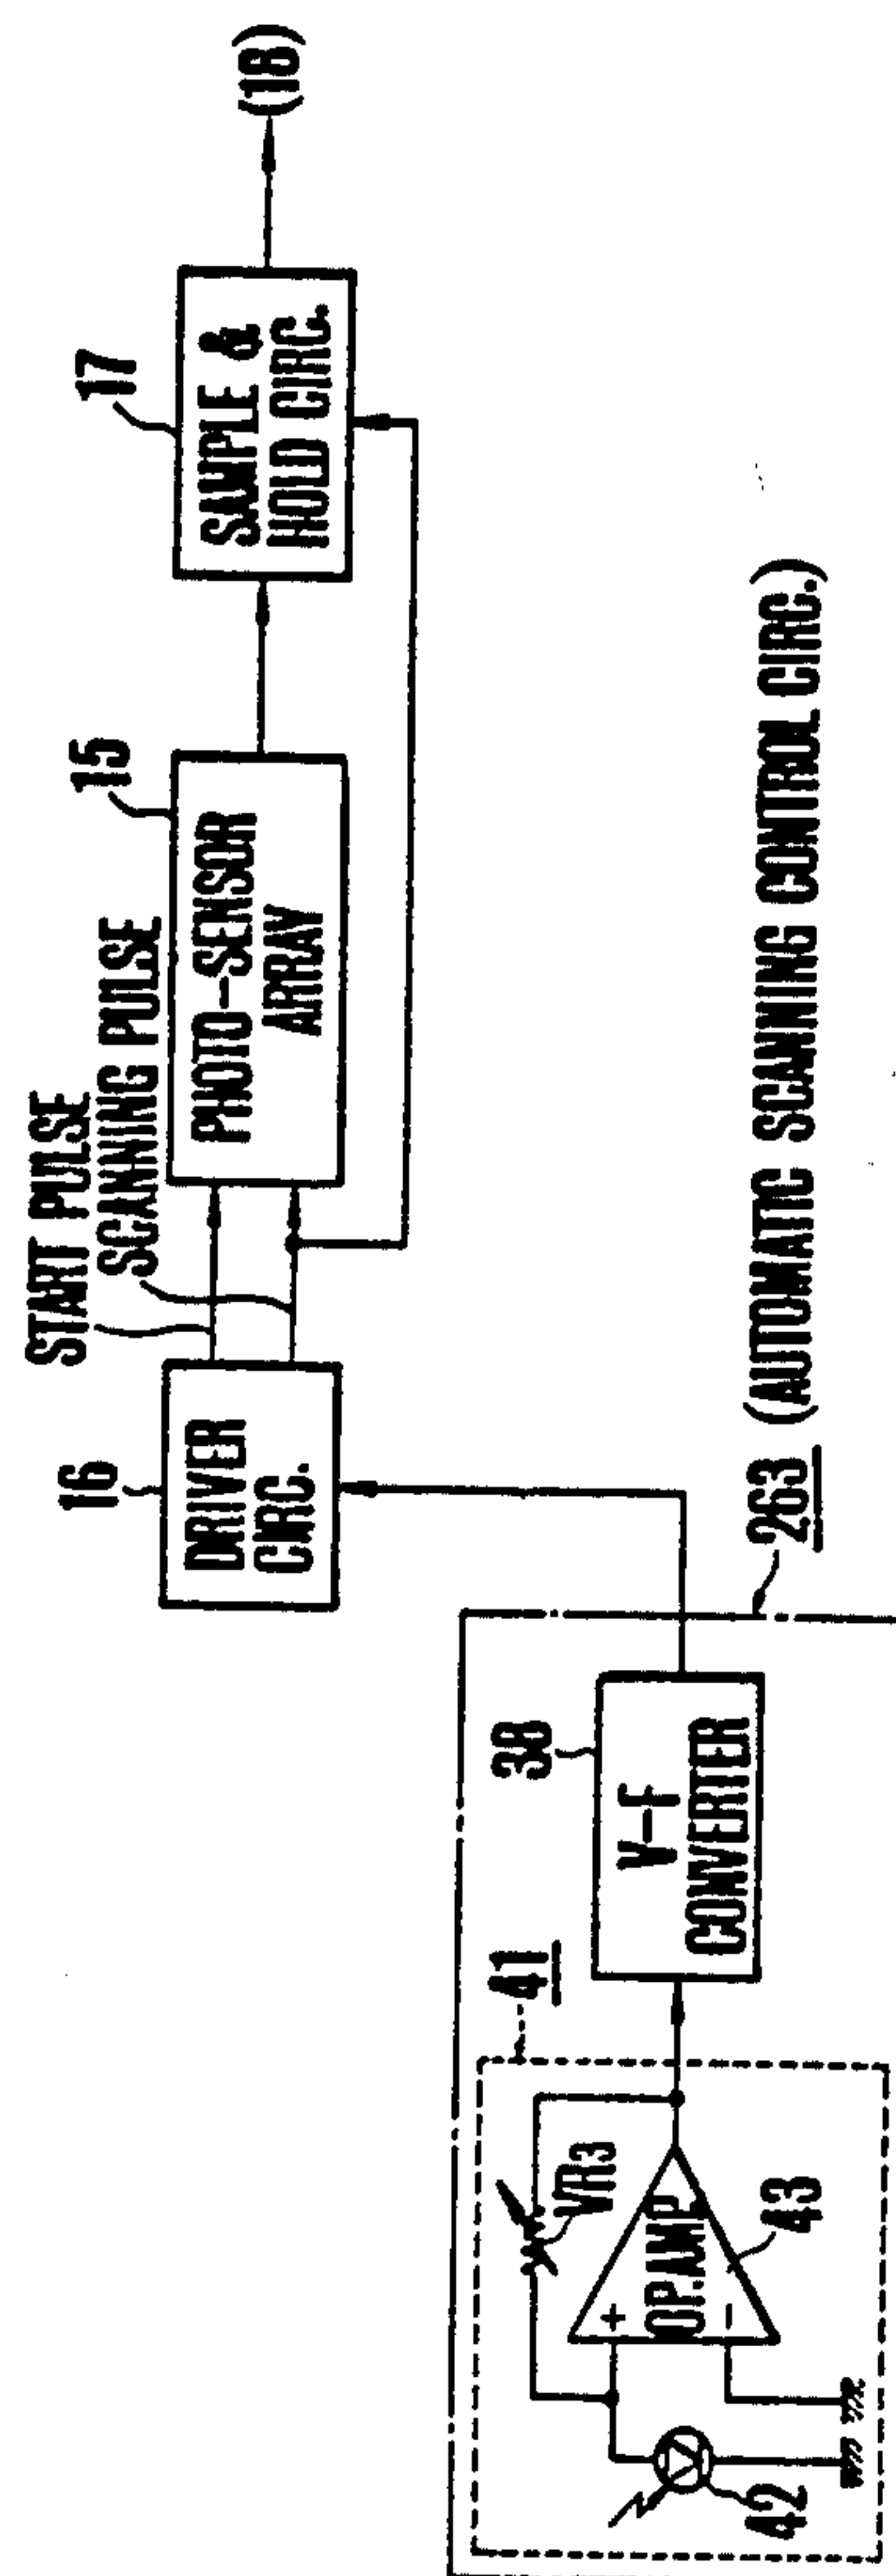 START PULSE
SCANNING PULSE
16
DRIVER
CIRC.
15
PHOTO-SENSOR
ARRAY
17
SAMPLE &
HOLD CIRC.
(18)
41
VR3
+
OP.AMP
-
42
43
38
V-F
CONVERTER
263 (AUTOMATIC SCANNING CONTROL CIRC.)